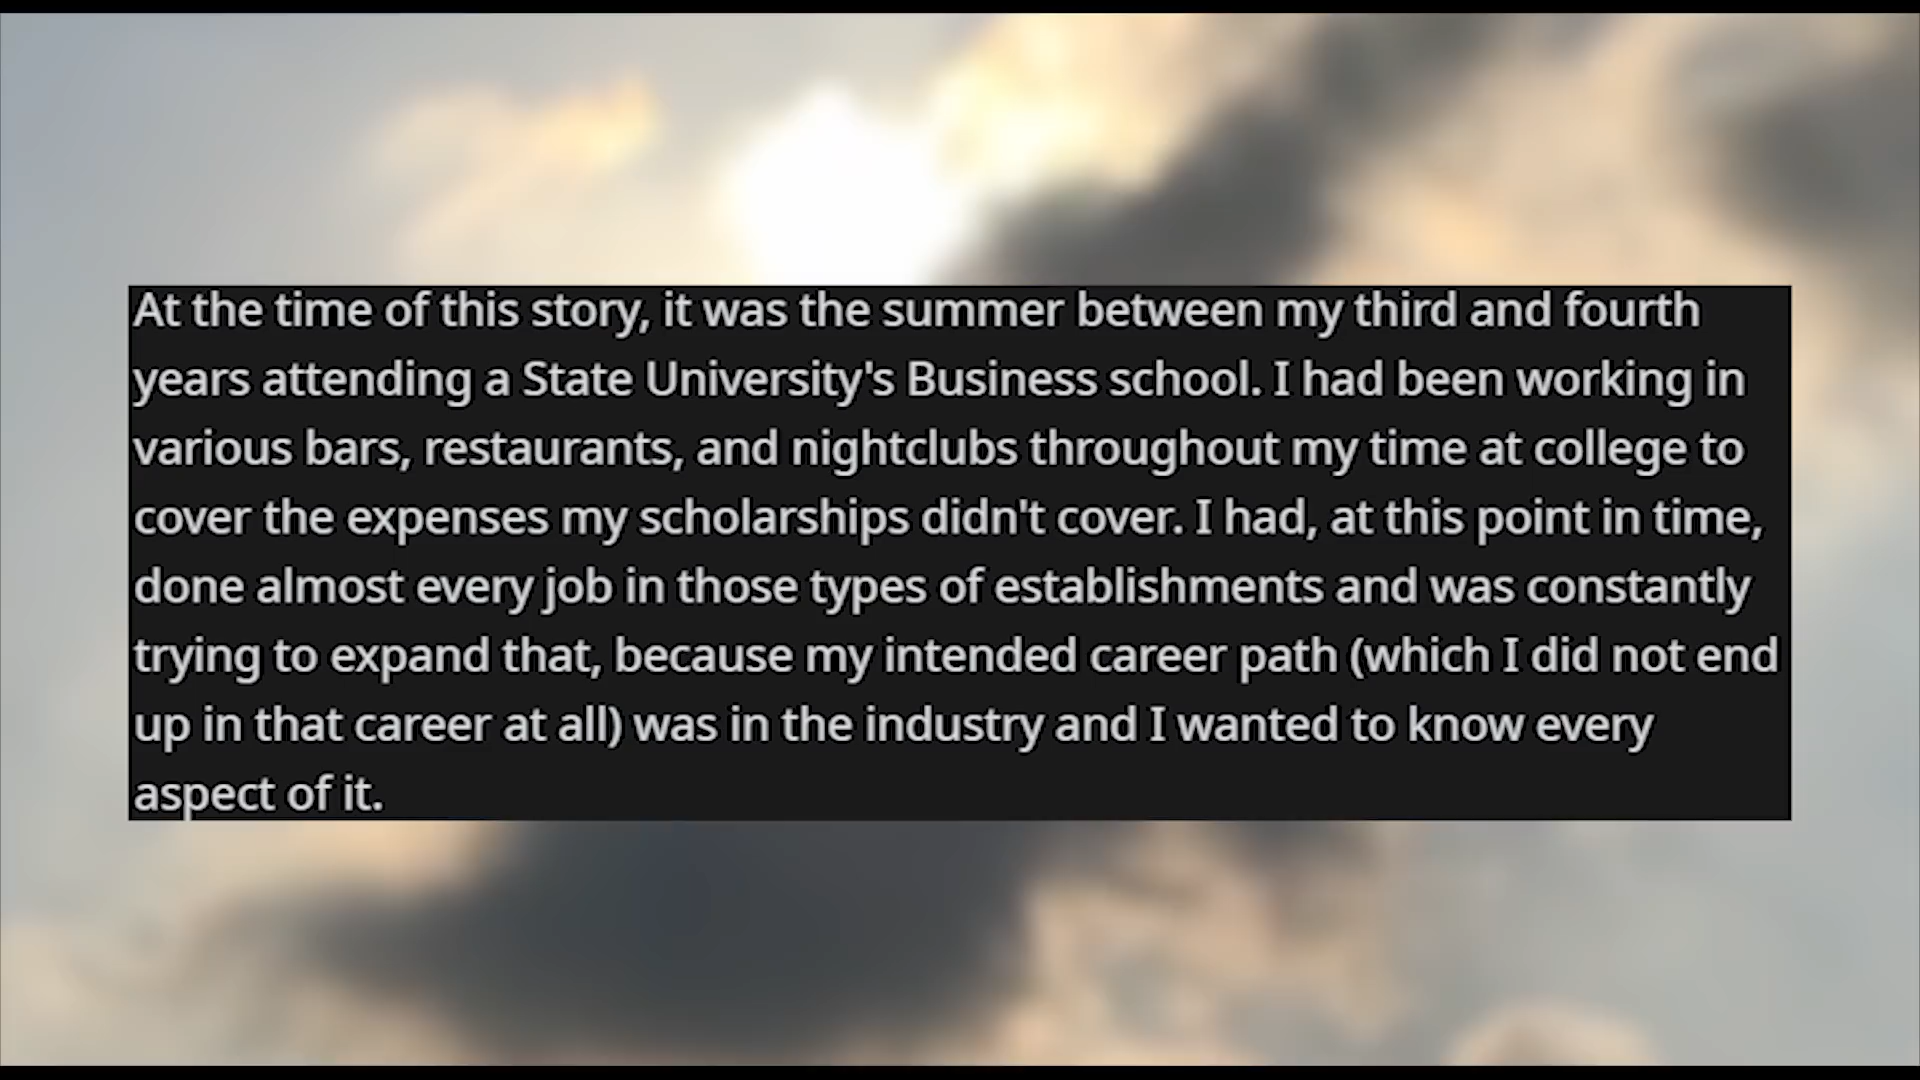 At the time of this story, it was the summer between my third and fourth
years attending a State University's Business school. I had been working in
various bars, restaurants, and nightclubs throughout my time at college to
cover the expenses my scholarships didn't cover. I had, at this point in time,
done almost every job in those types of establishments and was constantly
trying to expand that, because my intended career path (which I did not end
up in that career at all) was in the industry and I wanted to know every
aspect of it.